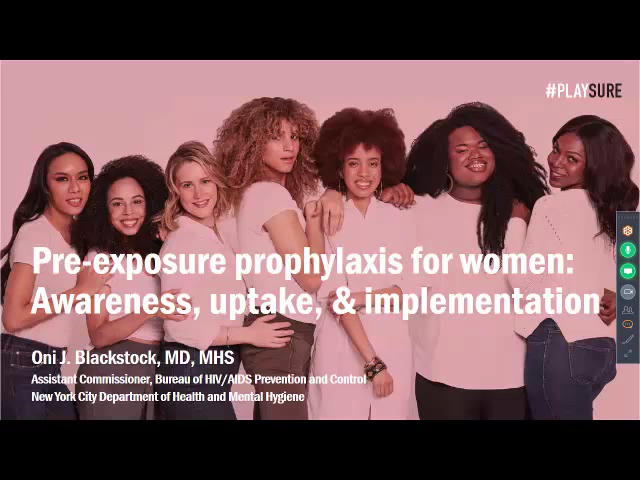 #PLAYSURE
Pre-exposure prophylaxis for women:
Awareness, uptake, & implementation
Oni J. Blackstock, MD, MHS
Assistant Commissioner, Bureau of HIV/AIDS Prevention and Control
New York City Department of Health and Mental Hygiene